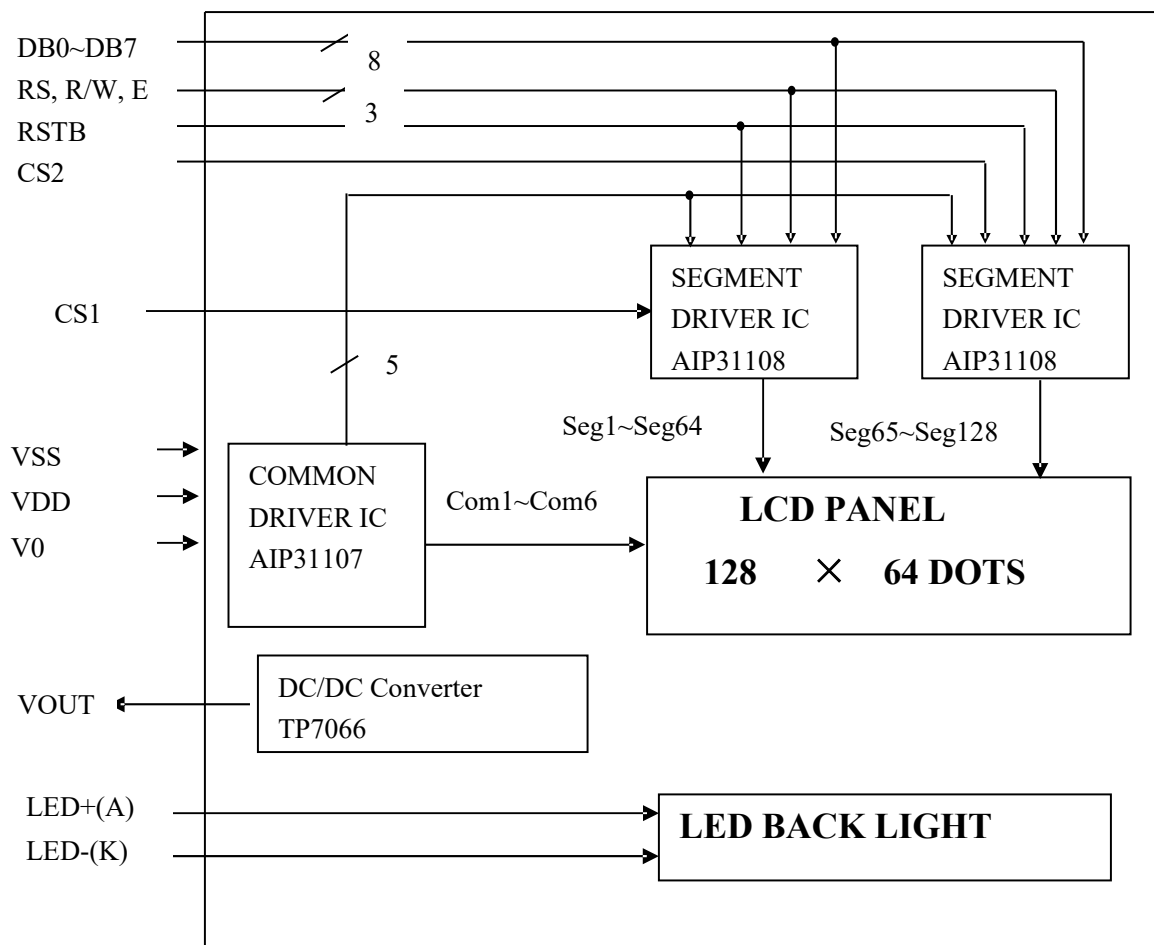 DB0~DB7
8
RS, R/W, E
3
RSTB
CS2
CS1
SEGMENT
DRIVER IC
AIP31108
SEGMENT
DRIVER IC
AIP31108
5
Seg1~Seg64
Seg65~Seg128
VSS
VDD
V0
COMMON
DRIVER IC
AIP31107
Com1~Com6
LCD PANEL
128 × 64 DOTS
VOUT
DC/DC Converter
TP7066
LED+(A)
LED-(K)
LED BACK LIGHT